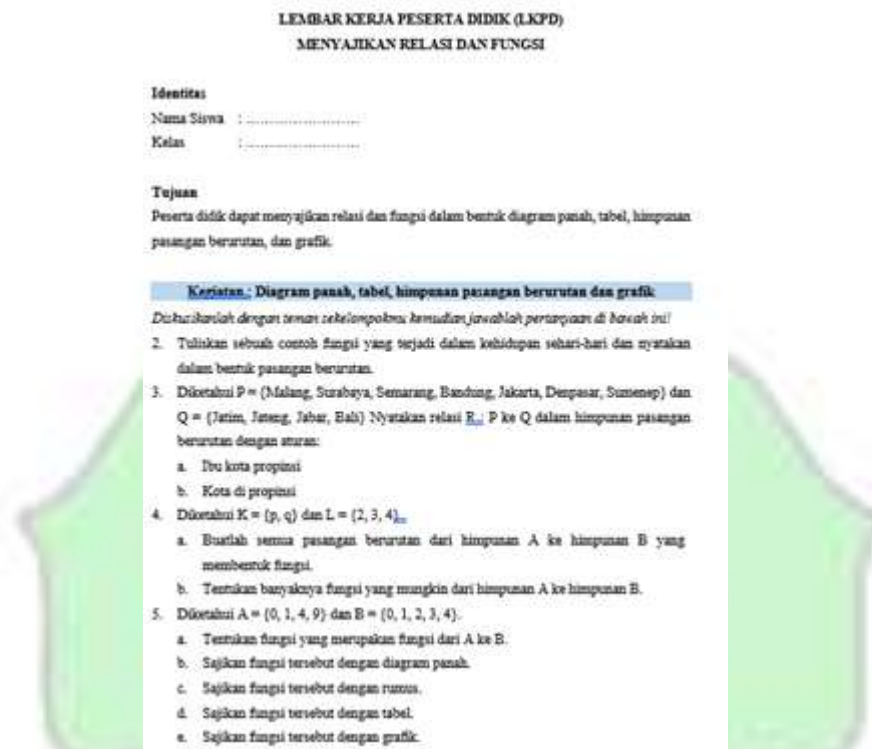 LEMBAR KERJA PESERTA DIDIK (LKPD)
MENYAJIKAN RELASI DAN FUNGSI
Identitas
Nama Siswa : ..............................
Kelas : ..............................
Tujuan
Peserta didik dapat menyajikan relasi dan fungsi dalam bentuk diagram panah, tabel, himpunan
pasangan berurutan, dan grafik.
Kegiatan : Diagram panah, tabel, himpunan pasangan berurutan dan grafik
Diskusikanlah dengan teman sekelompokmu kemudian jawablah pertanyaan di bawah ini!
2. Tuliskan sebuah contoh fungsi yang terjadi dalam kehidupan sehari-hari dan nyatakan
dalam bentuk pasangan berurutan.
3. Diketahui P = {Malang, Surabaya, Semarang, Bandung, Jakarta, Denpasar, Sumenep} dan
Q = {Jatim, Jateng, Jabar, Bali} Nyatakan relasi R : P ke Q dalam himpunan pasangan
berurutan dengan aturan:
a. Ibu kota propinsi
b. Kota di propinsi
4. Diketahui K = {p, q} dan L = {2, 3, 4}.
a. Buatlah semua pasangan berurutan dari himpunan A ke himpunan B yang
membentuk fungsi.
b. Tentukan banyaknya fungsi yang mungkin dari himpunan A ke himpunan B.
5. Diketahui A = {0, 1, 4, 9} dan B = {0, 1, 2, 3, 4}.
a. Tentukan fungsi yang merupakan fungsi dari A ke B.
b. Sajikan fungsi tersebut dengan diagram panah.
c. Sajikan fungsi tersebut dengan rumus.
d. Sajikan fungsi tersebut dengan tabel.
e. Sajikan fungsi tersebut dengan grafik.